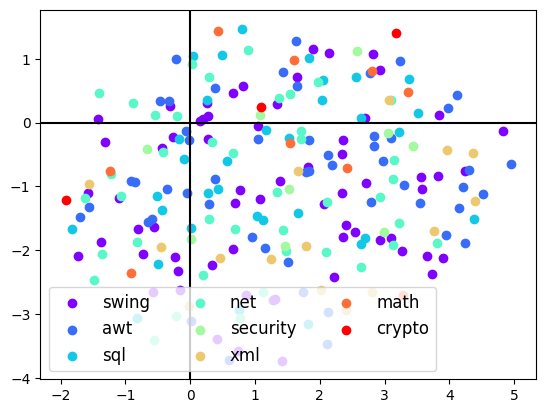 1
0
−1
−2
−3
−4
swing
awt
sql
net
security
xml
math
crypto
−2 −1 0 1 2 3 4 5